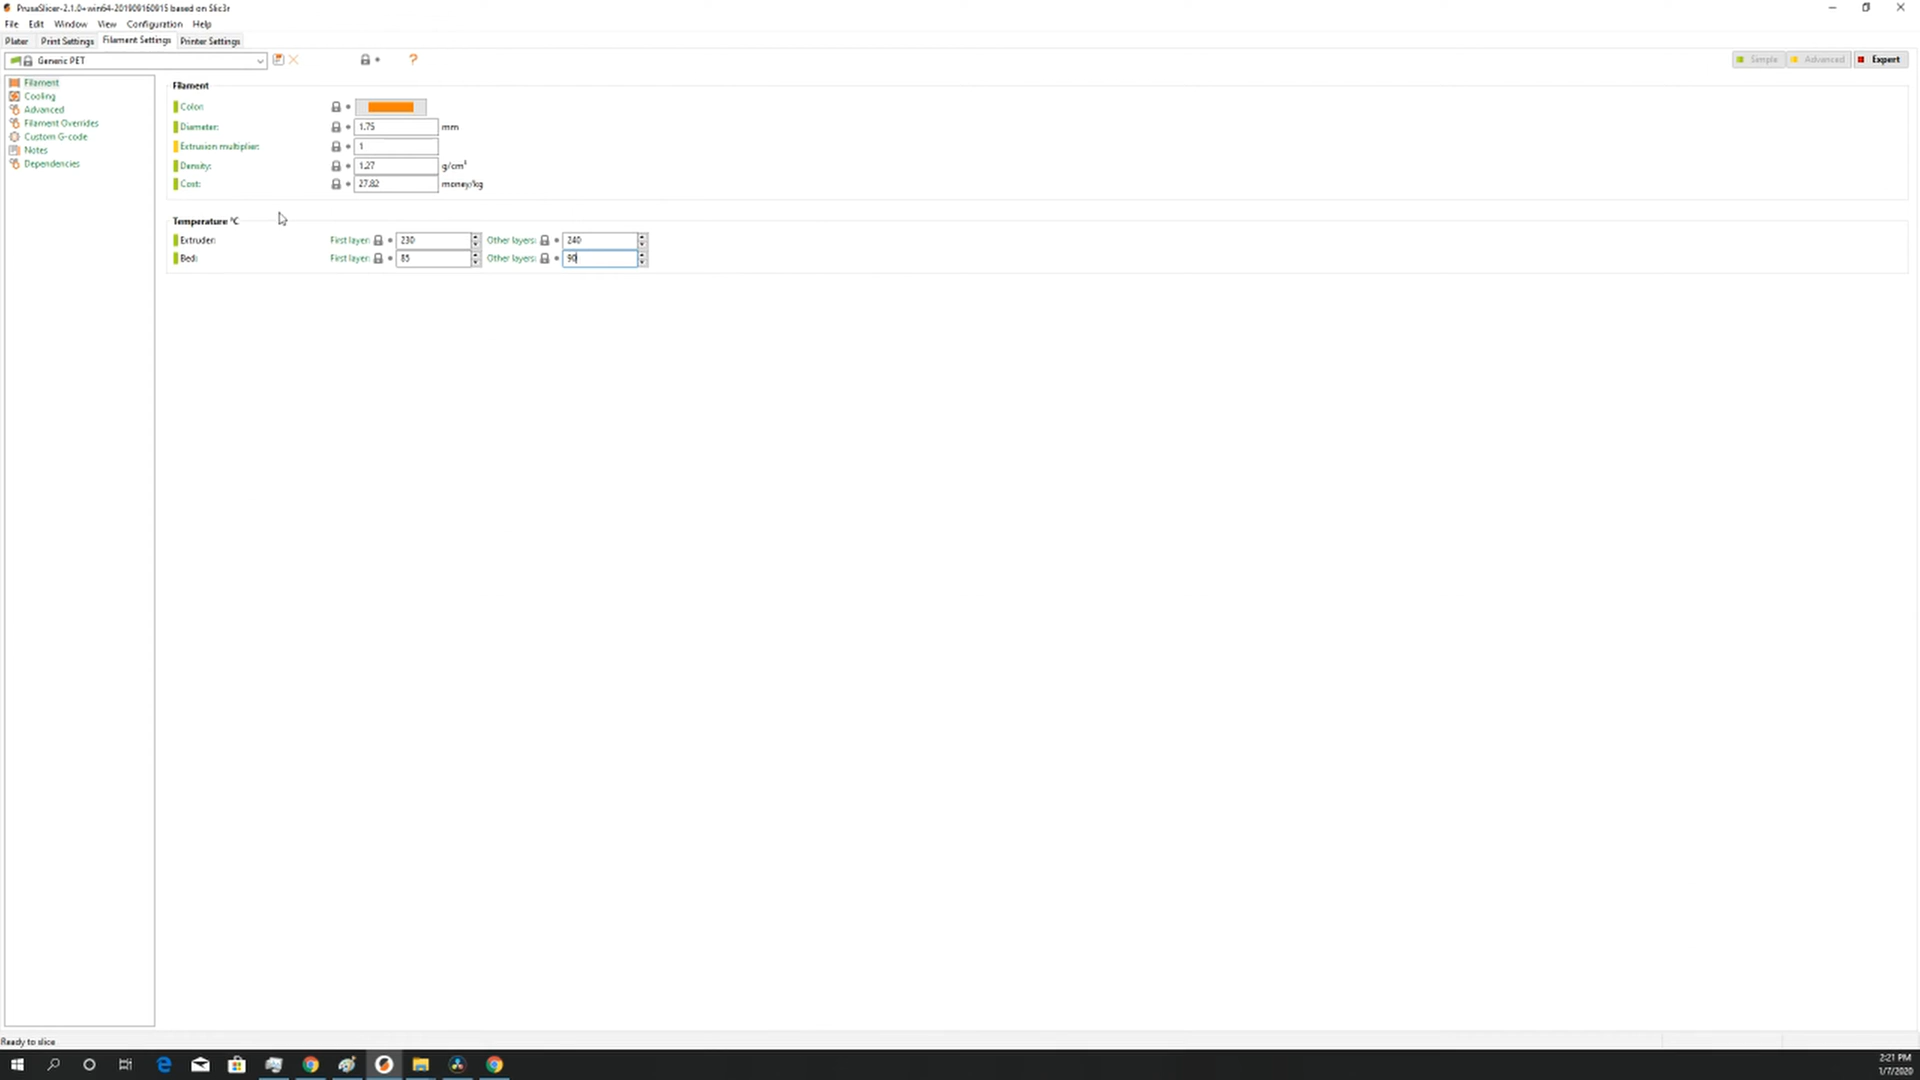 PrusaSlicer-2.1.0+win64-201909160915 based on Slic3r
File Edit Window View Configuration Help
Plater Print Settings Filament Settings Printer Settings
Generic PET ? Simple Advanced Expert
Filament
Cooling
Advanced
Filament Overrides
Custom G-code
Notes
Dependencies
Filament
Color:
Diameter: 1.75 mm
Extrusion multiplier: 1
Density: 1.27 g/cm³
Cost: 27.82 money/kg
Temperature °C
Extruder: First layer: 230 Other layers: 240
Bed: First layer: 85 Other layers: 90
Ready to slice
2:21 PM
1/7/2020